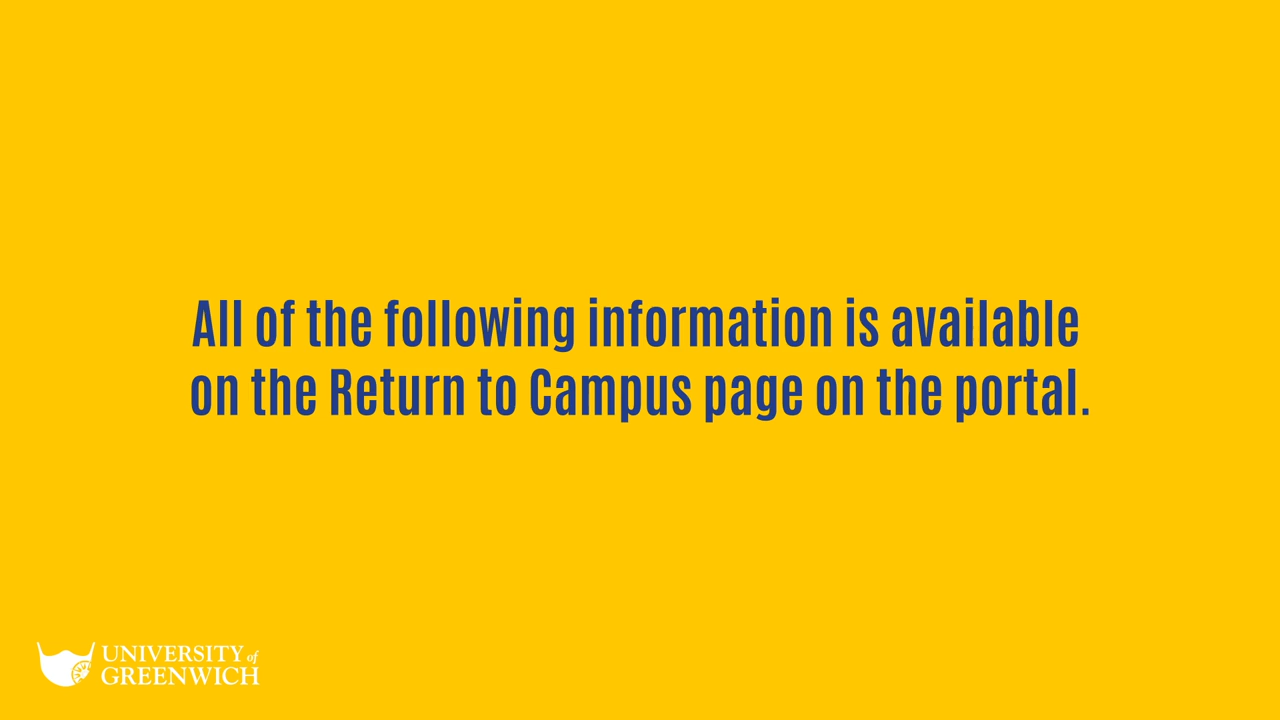 All of the following information is available
on the Return to Campus page on the portal.
UNIVERSITY of
GREENWICH